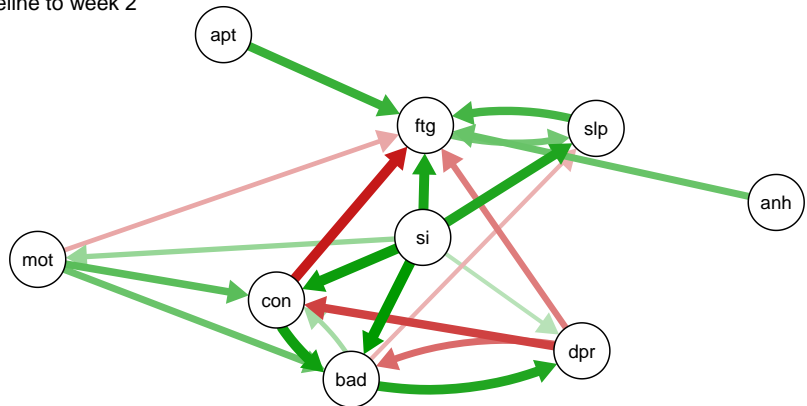 eline to week 2
apt
ftg
slp
anh
si
mot
con
dpr
bad